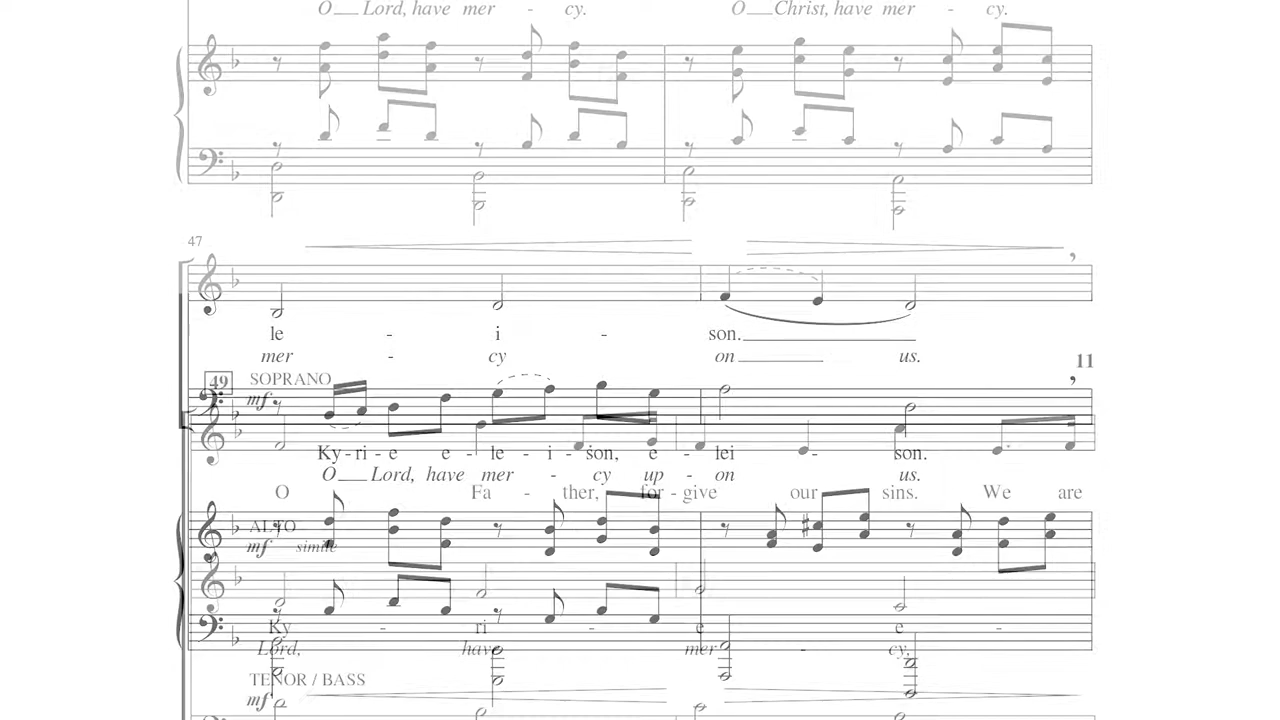 O Lord, have mer - cy. O Christ, have mer - cy.
47
le - i - son.
mer - cy on us.
11
49 SOPRANO
mf
Ky - ri - e e - le - i - son, e - lei - son.
O Lord, have mer - cy up - on us.
O Fa - ther, for - give our sins. We are
ALTO
mf simile
Ky - ri - e e -
Lord, have mer - cy,
TENOR / BASS
mf